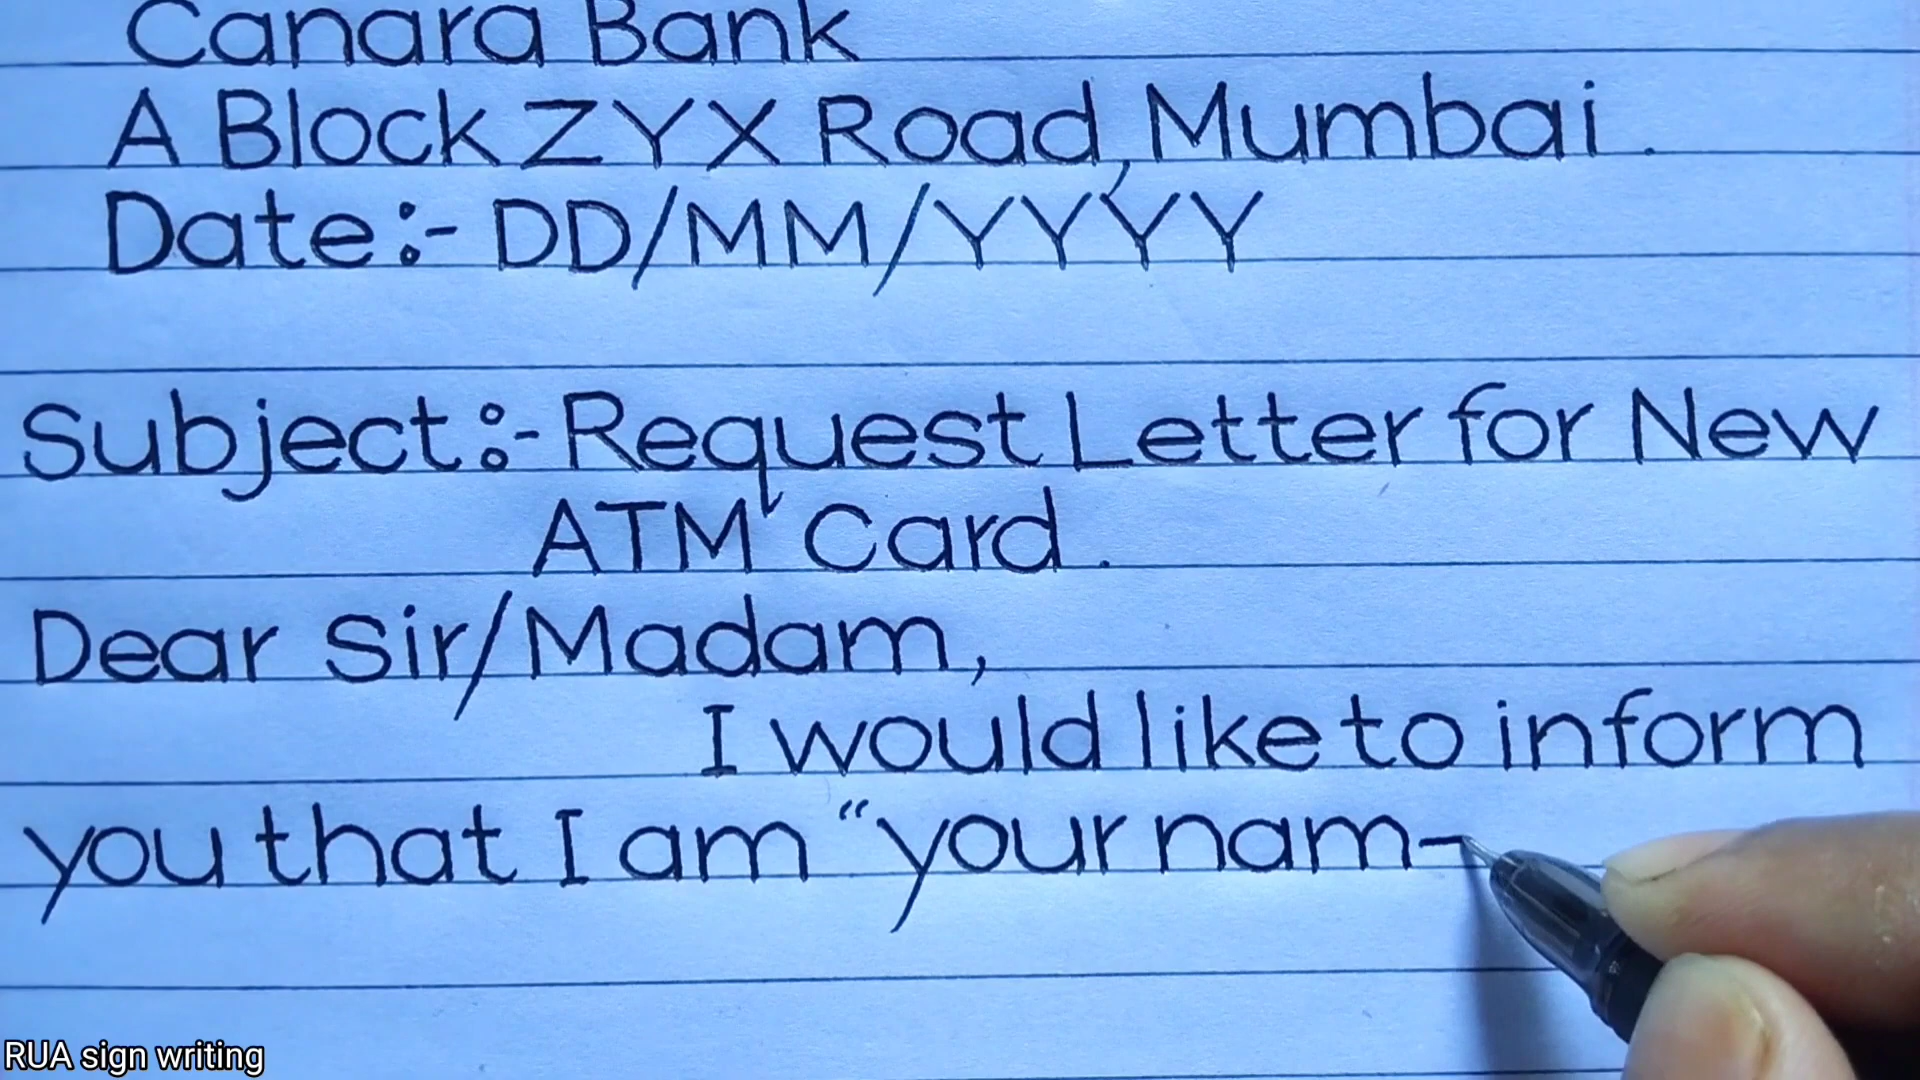 Canara Bank
A Block ZYX Road, Mumbai.
Date:- DD/MM/YYYY
Subject:- Request Letter for New
ATM Card.
Dear Sir/Madam,
I would like to inform
you that I am "your nam-
RUA sign writing